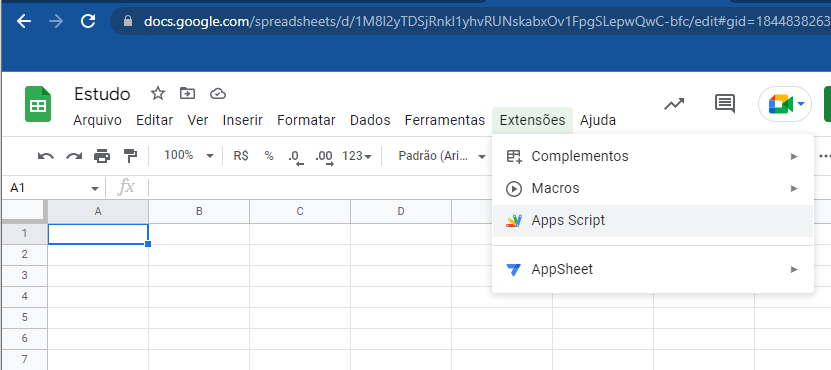 docs.google.com/spreadsheets/d/1M8l2yTDSjRnkl1yhvRUNskabxOv1FpgSLepwQwC-bfc/edit#gid=1844838263
Estudo
Arquivo Editar Ver Inserir Formatar Dados Ferramentas Extensões Ajuda
100% R$ % .0 .00 123 Padrão (Ari...
A1 fx
Complementos
Macros
Apps Script
AppSheet
A B C D
1
2
3
4
5
6
7